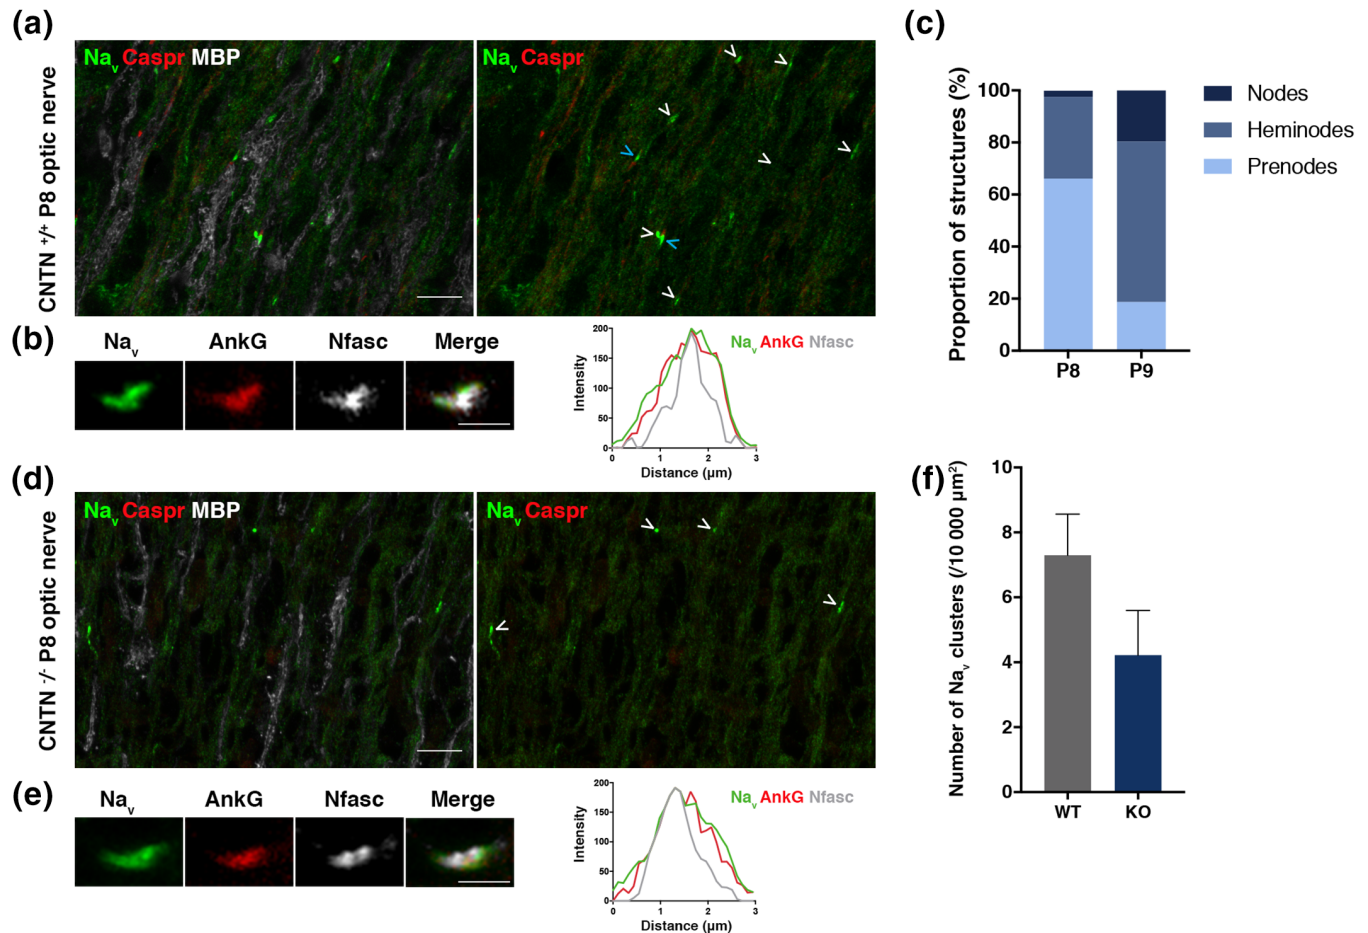 (a)
CNTN +/+ P8 optic nerve
Nav Caspr MBP
Nav Caspr
(b)
Nav AnkG Nfasc Merge
Intensity
200
150
100
50
0
0 1 2 3
Distance (µm)
Nav AnkG Nfasc
(c)
Proportion of structures (%)
100
80
60
40
20
0
P8 P9
Nodes
Heminodes
Prenodes
(d)
CNTN -/- P8 optic nerve
Nav Caspr MBP
Nav Caspr
(e)
Nav AnkG Nfasc Merge
Intensity
200
150
100
50
0
0 1 2 3
Distance (µm)
Nav AnkG Nfasc
(f)
Number of Nav clusters (/10 000 µm²)
10
8
6
4
2
0
WT KO